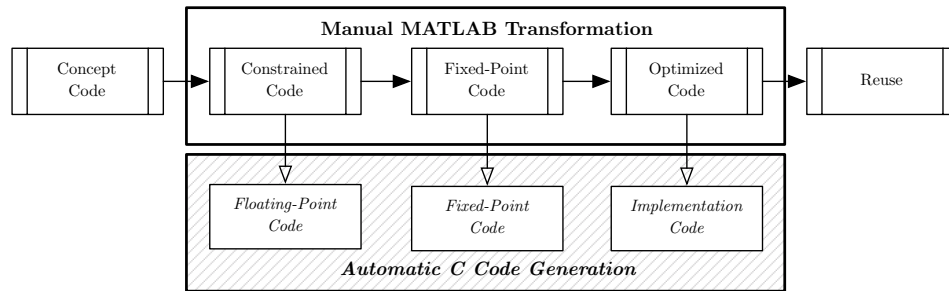 Manual MATLAB Transformation
Concept
Code
Constrained
Code
Fixed-Point
Code
Optimized
Code
Reuse
Floating-Point
Code
Fixed-Point
Code
Implementation
Code
Automatic C Code Generation